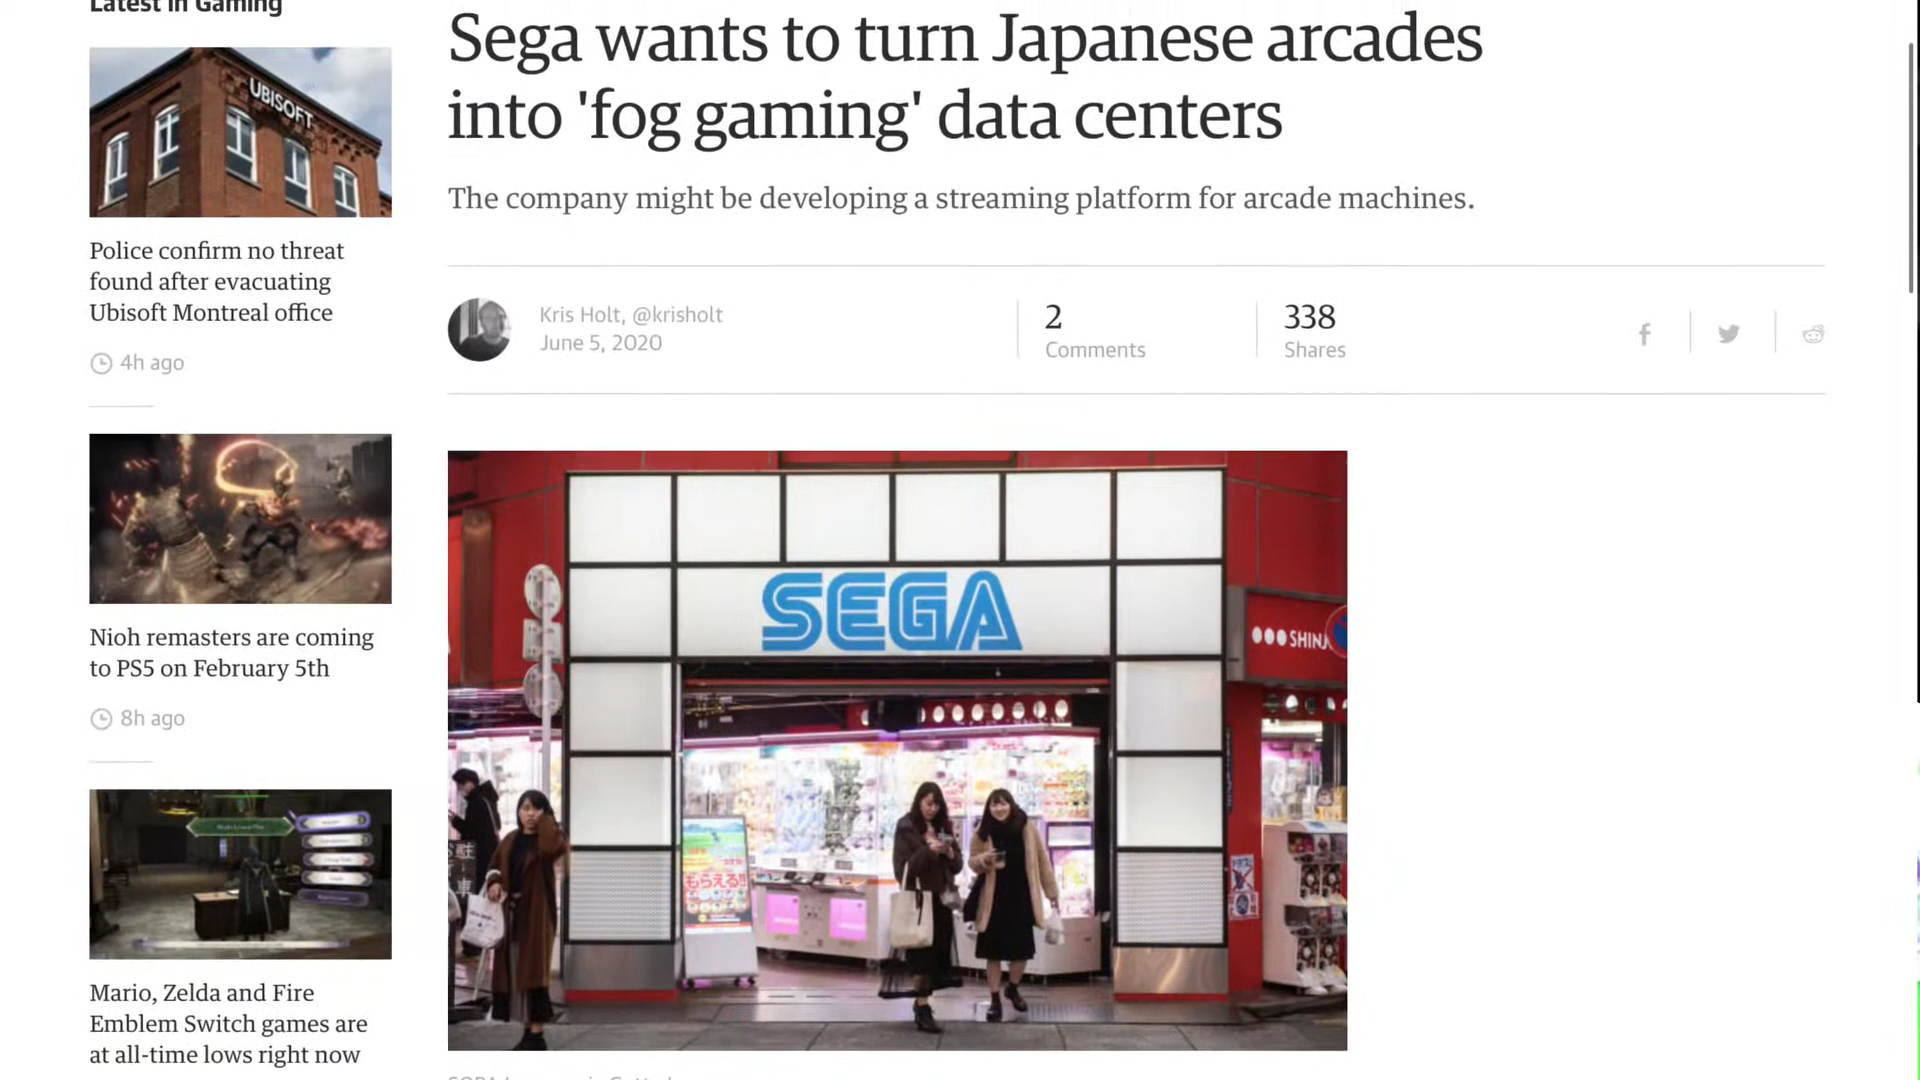 Latest in Gaming
UBISOFT
Police confirm no threat
found after evacuating
Ubisoft Montreal office
4h ago
Nioh remasters are coming
to PS5 on February 5th
8h ago
Mario, Zelda and Fire
Emblem Switch games are
at all-time lows right now
Sega wants to turn Japanese arcades
into 'fog gaming' data centers
The company might be developing a streaming platform for arcade machines.
Kris Holt, @krisholt
June 5, 2020
2
Comments
338
Shares
SEGA
SHINJ
もらえる!!
駐
車